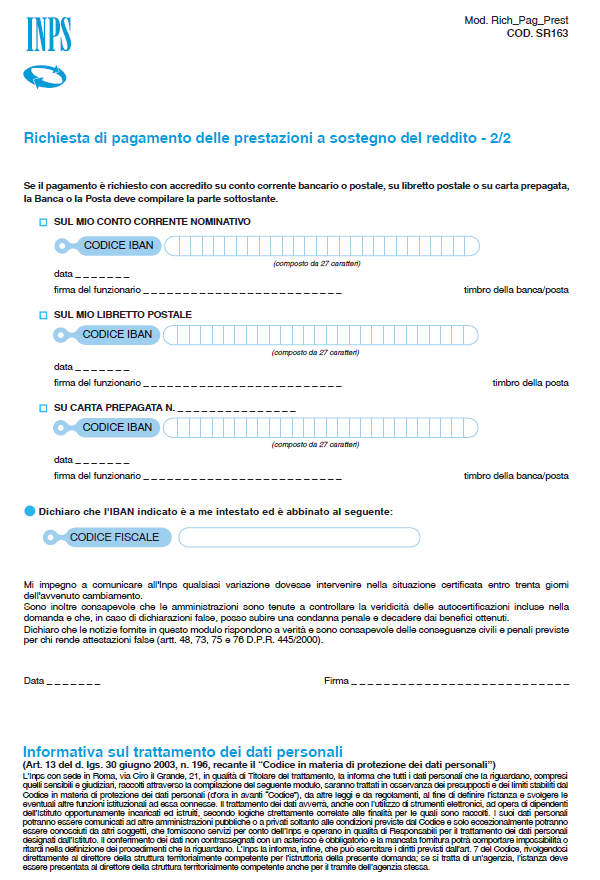 INPS
Mod. Rich_Pag_Prest
COD. SR163
Richiesta di pagamento delle prestazioni a sostegno del reddito - 2/2
Se il pagamento è richiesto con accredito su conto corrente bancario o postale, su libretto postale o su carta prepagata,
la Banca o la Posta deve compilare la parte sottostante.
SUL MIO CONTO CORRENTE NOMINATIVO
CODICE IBAN
(composto da 27 caratteri)
data _ _ _ _ _ _ _
firma del funzionario _ _ _ _ _ _ _ _ _ _ _ _ _ _ _ _ _ _ _ _ _ _ _ _ _ timbro della banca/posta
SUL MIO LIBRETTO POSTALE
CODICE IBAN
(composto da 27 caratteri)
data _ _ _ _ _ _ _
firma del funzionario _ _ _ _ _ _ _ _ _ _ _ _ _ _ _ _ _ _ _ _ _ _ _ _ _ timbro della posta
SU CARTA PREPAGATA N. _ _ _ _ _ _ _ _ _ _ _ _ _ _ _
CODICE IBAN
(composto da 27 caratteri)
data _ _ _ _ _ _ _
firma del funzionario _ _ _ _ _ _ _ _ _ _ _ _ _ _ _ _ _ _ _ _ _ _ _ _ _ timbro della banca/posta
Dichiaro che l'IBAN indicato è a me intestato ed è abbinato al seguente:
CODICE FISCALE
Mi impegno a comunicare all'Inps qualsiasi variazione dovesse intervenire nella situazione certificata entro trenta giorni
dell'avvenuto cambiamento.
Sono inoltre consapevole che le amministrazioni sono tenute a controllare la veridicità delle autocertificazioni incluse nella
domanda e che, in caso di dichiarazioni false, posso subire una condanna penale e decadere dai benefici ottenuti.
Dichiaro che le notizie fornite in questo modulo rispondono a verità e sono consapevole delle conseguenze civili e penali previste
per chi rende attestazioni false (artt. 48, 73, 75 e 76 D.P.R. 445/2000).
Data _ _ _ _ _ _ _ Firma _ _ _ _ _ _ _ _ _ _ _ _ _ _ _ _ _ _ _ _ _ _ _ _ _ _ _ _
Informativa sul trattamento dei dati personali
(Art. 13 del d. lgs. 30 giugno 2003, n. 196, recante il “Codice in materia di protezione dei dati personali”)
L'Inps con sede in Roma, via Ciro il Grande, 21, in qualità di Titolare del trattamento, la informa che tutti i dati personali che la riguardano, compresi
quelli sensibili e giudiziari, raccolti attraverso la compilazione del seguente modulo, saranno trattati in osservanza dei presupposti e dei limiti stabiliti dal
Codice in materia di protezione dei dati personali (d'ora in avanti “Codice”), da altre leggi e da regolamenti, al fine di definire l'istanza e svolgere le
eventuali altre funzioni istituzionali ad essa connesse. Il trattamento dei dati avverrà, anche con l'utilizzo di strumenti elettronici, ad opera di dipendenti
dell'Istituto opportunamente incaricati ed istruiti, secondo logiche strettamente correlate alle finalità per le quali sono raccolti. I suoi dati personali
potranno essere comunicati ad altre amministrazioni pubbliche o a privati soltanto alle condizioni previste dal Codice e solo eccezionalmente potranno
essere conosciuti da altri soggetti, che forniscono servizi per conto dell'Inps e operano in qualità di Responsabili per il trattamento dei dati personali
designati dall'Istituto. Il conferimento dei dati non contrassegnati con un asterisco è obbligatorio e la mancata fornitura potrà comportare impossibilità o
ritardi nella definizione dei procedimenti che la riguardano. L'Inps la informa, infine, che può esercitare i diritti previsti dall'art. 7 del Codice, rivolgendosi
direttamente al direttore della struttura territorialmente competente per l'istruttoria della presente domanda; se si tratta di un'agenzia, l'istanza deve
essere presentata al direttore della struttura territorialmente competente anche per il tramite dell'agenzia stessa.